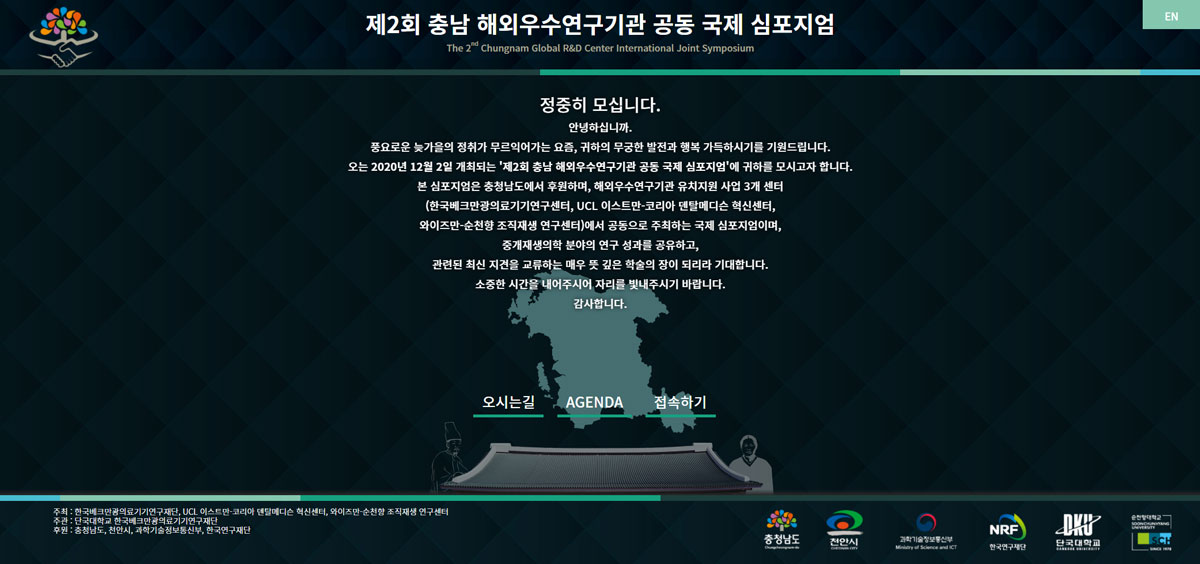 제2회 충남 해외우수연구기관 공동 국제 심포지엄
EN
The 2nd Chungnam Global R&D Center International Joint Symposium
정중히 모십니다.
안녕하십니까.
풍요로운 늦가을의 정취가 무르익어가는 요즘, 귀하의 무궁한 발전과 행복 가득하시기를 기원드립니다.
오는 2020년 12월 2일 개최되는 '제2회 충남 해외우수연구기관 공동 국제 심포지엄'에 귀하를 모시고자 합니다.
본 심포지엄은 충청남도에서 후원하며, 해외우수연구기관 유치지원 사업 3개 센터
(한국베크만광의료기기연구센터, UCL 이스트만-코리아 덴탈메디슨 혁신센터,
와이즈만-순천향 조직재생 연구센터)에서 공동으로 주최하는 국제 심포지엄이며,
중개재생의학 분야의 연구 성과를 공유하고,
관련된 최신 지견을 교류하는 매우 뜻 깊은 학술의 장이 되리라 기대합니다.
소중한 시간을 내어주시어 자리를 빛내주시기 바랍니다.
감사합니다.
오시는길 AGENDA 접속하기
주최 : 한국베크만광의료기기연구재단, UCL 이스트만-코리아 덴탈메디슨 혁신센터, 와이즈만-순천향 조직재생 연구센터
주관 : 단국대학교 한국베크만광의료기기연구재단
후원 : 충청남도, 천안시, 과학기술정보통신부, 한국연구재단
충청남도
Chungcheongnam-do
천안시
CHEONAN-CITY
과학기술정보통신부
Ministry of Science and ICT
NRF
한국연구재단
DKU
단국대학교
DANKOOK UNIVERSITY
순천향대학교
SOONCHUNHYANG
UNIVERSITY
SCH
SINCE 1978